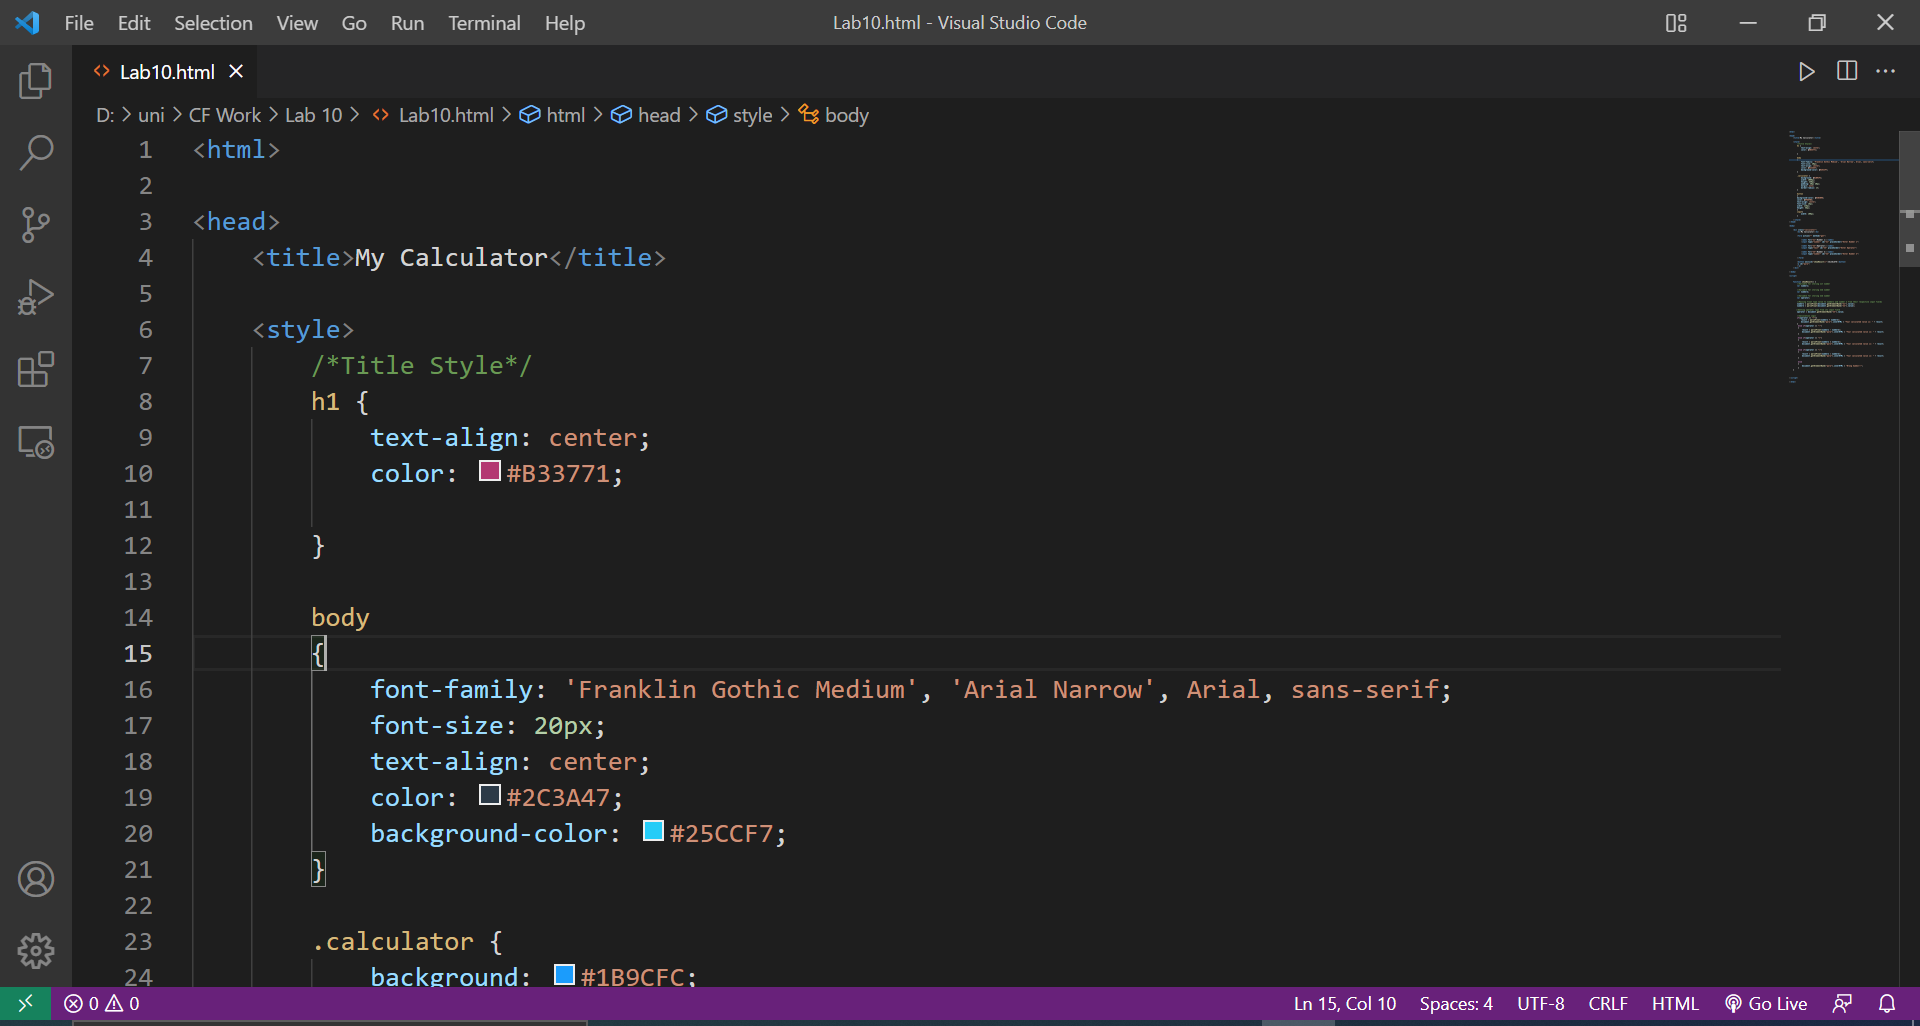 File Edit Selection View Go Run Terminal Help Lab10.html - Visual Studio Code
Lab10.html
D: > uni > CF Work > Lab 10 > Lab10.html > html > head > style > body
1 <html>
2
3 <head>
4 <title>My Calculator</title>
5
6 <style>
7 /*Title Style*/
8 h1 {
9 text-align: center;
10 color: #B33771;
11
12 }
13
14 body
15 {
16 font-family: 'Franklin Gothic Medium', 'Arial Narrow', Arial, sans-serif;
17 font-size: 20px;
18 text-align: center;
19 color: #2C3A47;
20 background-color: #25CCF7;
21 }
22
23 .calculator {
24 background: #1B9CFC;
0 0 Ln 15, Col 10 Spaces: 4 UTF-8 CRLF HTML Go Live